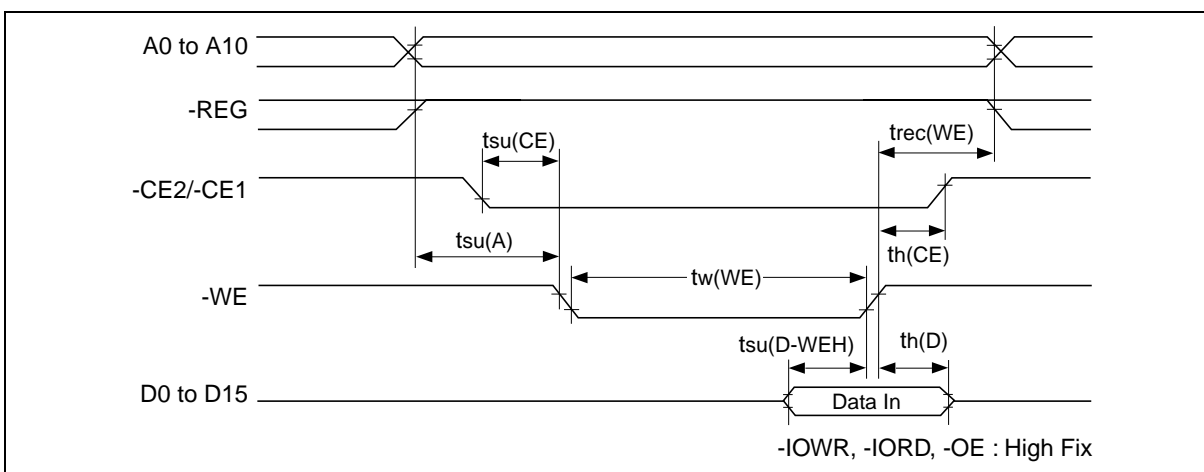 A0 to A10
-REG
tsu(CE)
trec(WE)
-CE2/-CE1
tsu(A)
th(CE)
tw(WE)
-WE
tsu(D-WEH)
th(D)
D0 to D15
Data In
-IOWR, -IORD, -OE : High Fix